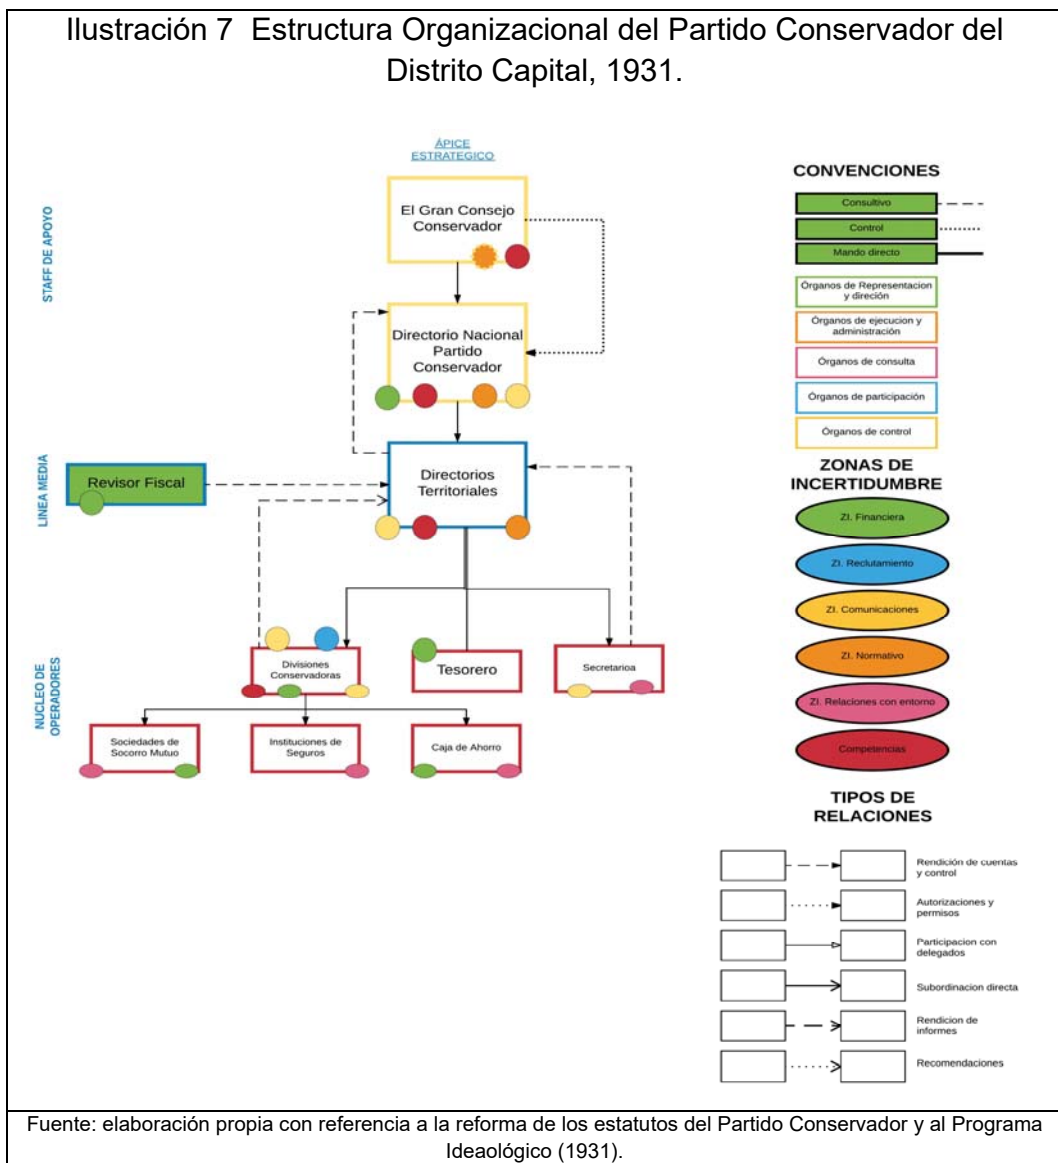 Ilustración 7  Estructura Organizacional del Partido Conservador del
Distrito Capital, 1931.
ÁPICE
ESTRATEGICO
STAFF DE APOYO
El Gran Consejo
Conservador
Directorio Nacional
Partido
Conservador
LINEA MEDIA
Revisor Fiscal
Directorios
Territoriales
NUCLEO DE
OPERADORES
Divisiones
Conservadoras
Tesorero
Secretarioa
Sociedades de
Socorro Mutuo
Instituciones de
Seguros
Caja de Ahorro
CONVENCIONES
Consultivo
Control
Mando directo
Órganos de Representacion
y direción
Órganos de ejecucion y
administración
Órganos de consulta
Órganos de participación
Órganos de control
ZONAS DE
INCERTIDUMBRE
ZI. Financiera
ZI. Reclutamiento
ZI. Comunicaciones
ZI. Normativo
ZI. Relaciones con entorno
Competencias
TIPOS DE
RELACIONES
Rendición de cuentas
y control
Autorizaciones y
permisos
Participacion con
delegados
Subordinacion directa
Rendicion de
informes
Recomendaciones
Fuente: elaboración propia con referencia a la reforma de los estatutos del Partido Conservador y al Programa
Ideaológico (1931).